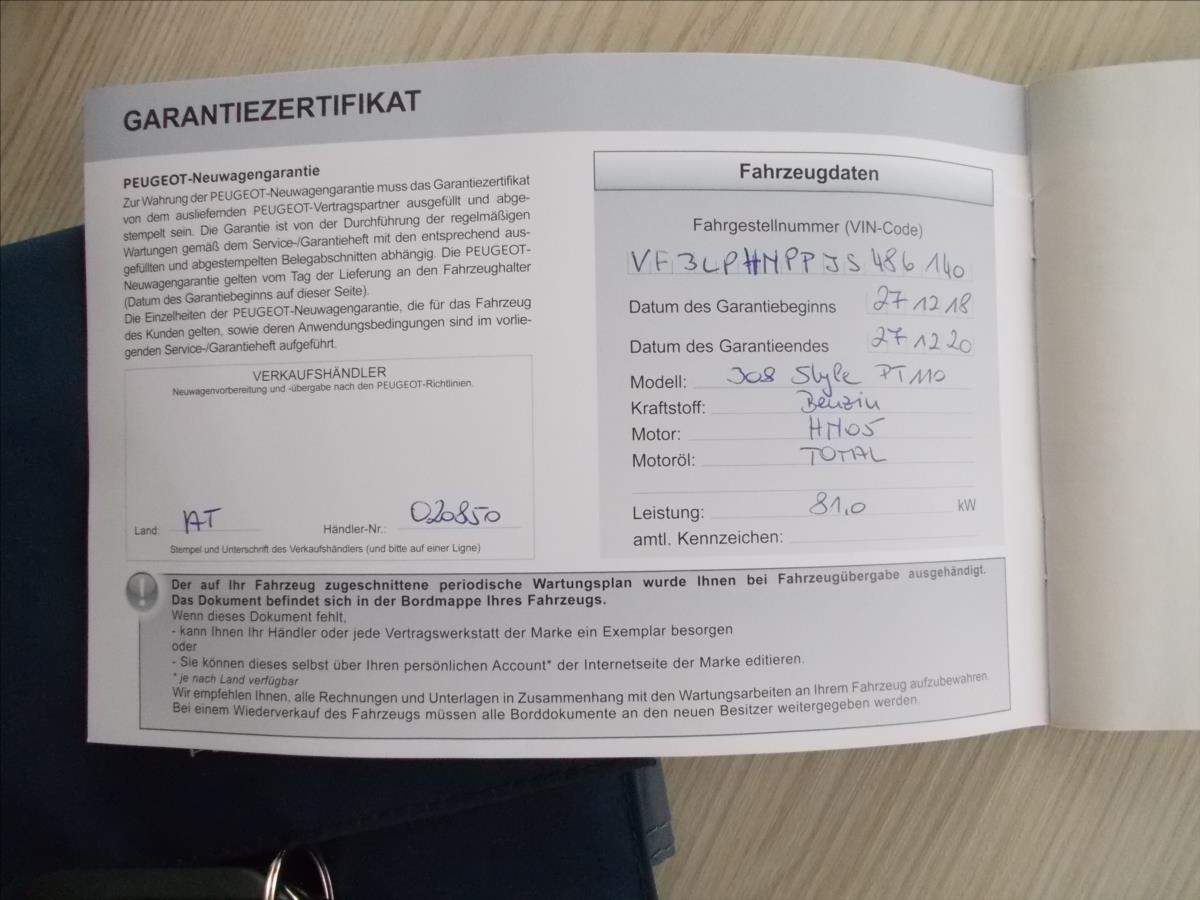 GARANTIEZERTIFIKAT
PEUGEOT-Neuwagengarantie
Zur Wahrung der PEUGEOT-Neuwagengarantie muss das Garantiezertifikat
von dem ausliefernden PEUGEOT-Vertragspartner ausgefüllt und abge-
stempelt sein. Die Garantie ist von der Durchführung der regelmäßigen
Wartungen gemäß dem Service-/Garantieheft mit den entsprechend aus-
gefüllten und abgestempelten Belegabschnitten abhängig. Die PEUGEOT-
Neuwagengarantie gelten vom Tag der Lieferung an den Fahrzeughalter
(Datum des Garantiebeginns auf dieser Seite).
Die Einzelheiten der PEUGEOT-Neuwagengarantie, die für das Fahrzeug
des Kunden gelten, sowie deren Anwendungsbedingungen sind im vorlie-
genden Service-/Garantieheft aufgeführt.
VERKAUFSHÄNDLER
Neuwagenvorbereitung und -übergabe nach den PEUGEOT-Richtlinien.
Land: AT Händler-Nr.: 020850
Stempel und Unterschrift des Verkaufshändlers (und bitte auf einer Ligne)
Fahrzeugdaten
Fahrgestellnummer (VIN-Code)
VF3LPHNPPJS486140
Datum des Garantiebeginns 27 12 18
Datum des Garantieendes 27 12 20
Modell: 308 Style PT110
Kraftstoff: Benzin
Motor: HN05
Motoröl: TOTAL
Leistung: 81,0 kW
amtl. Kennzeichen:
Der auf Ihr Fahrzeug zugeschnittene periodische Wartungsplan wurde Ihnen bei Fahrzeugübergabe ausgehändigt.
Das Dokument befindet sich in der Bordmappe Ihres Fahrzeugs.
Wenn dieses Dokument fehlt,
- kann Ihnen Ihr Händler oder jede Vertragswerkstatt der Marke ein Exemplar besorgen
oder
- Sie können dieses selbst über Ihren persönlichen Account* der Internetseite der Marke editieren.
* je nach Land verfügbar
Wir empfehlen Ihnen, alle Rechnungen und Unterlagen in Zusammenhang mit den Wartungsarbeiten an Ihrem Fahrzeug aufzubewahren.
Bei einem Wiederverkauf des Fahrzeugs müssen alle Borddokumente an den neuen Besitzer weitergegeben werden.